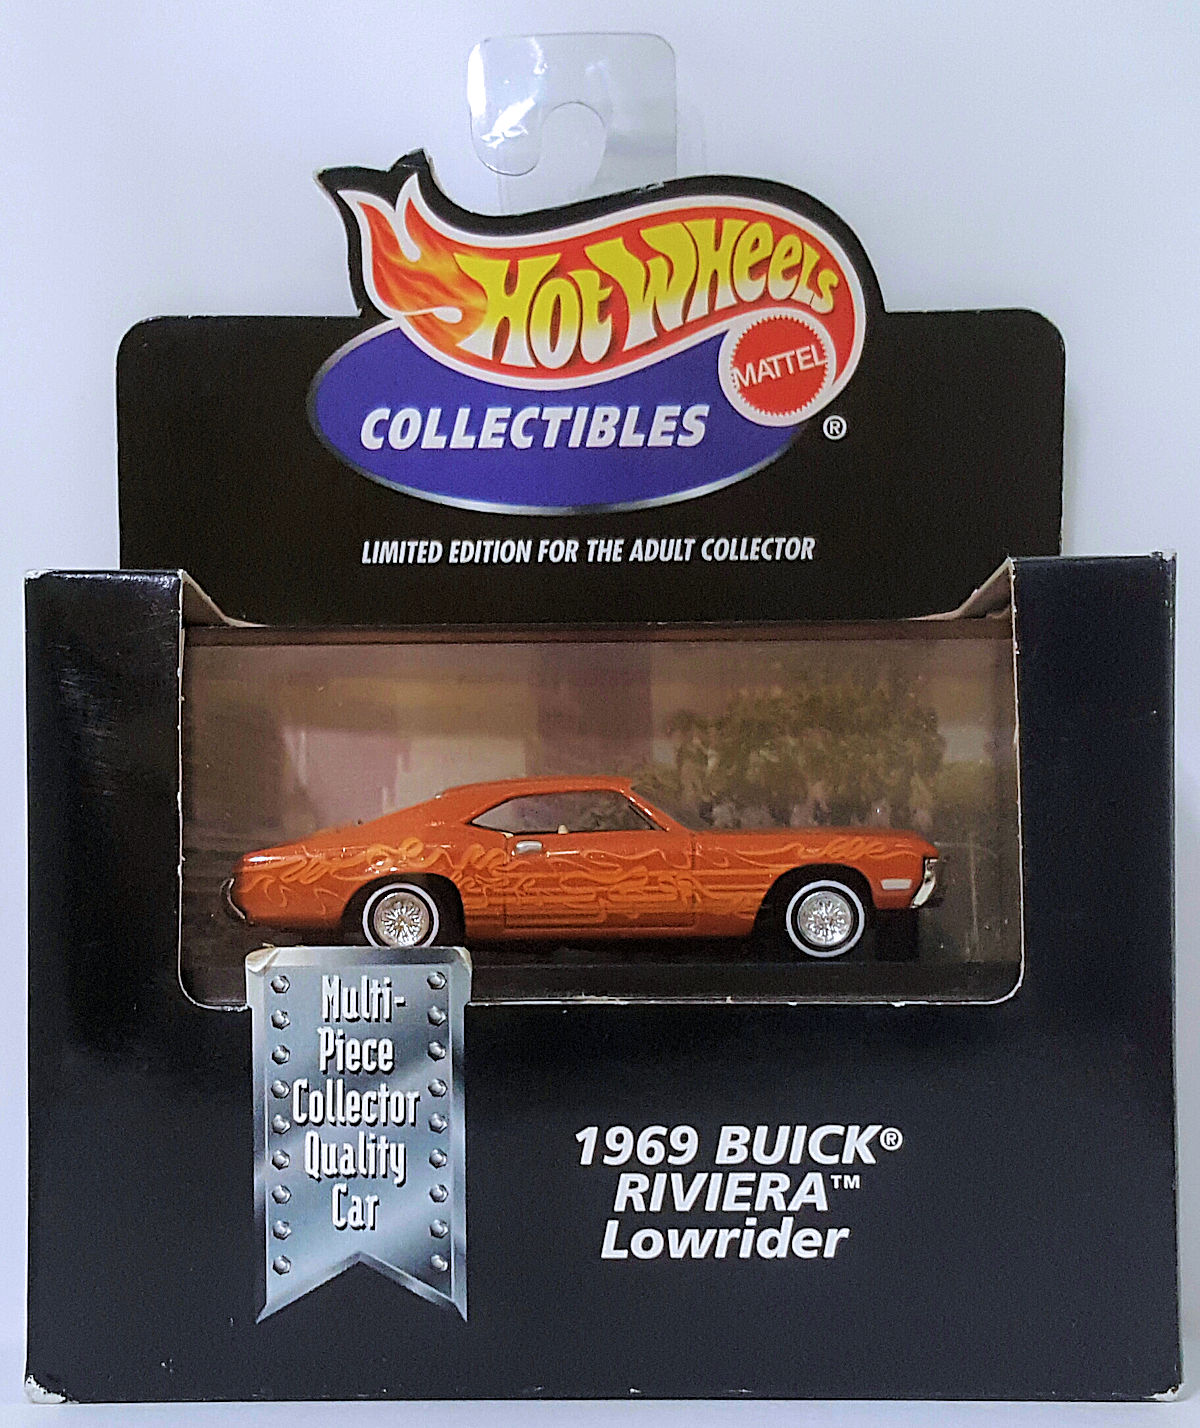 Hot Wheels
MATTEL
COLLECTIBLES ®
LIMITED EDITION FOR THE ADULT COLLECTOR
Multi-
Piece
Collector
Quality
Car
1969 BUICK®
RIVIERA™
Lowrider